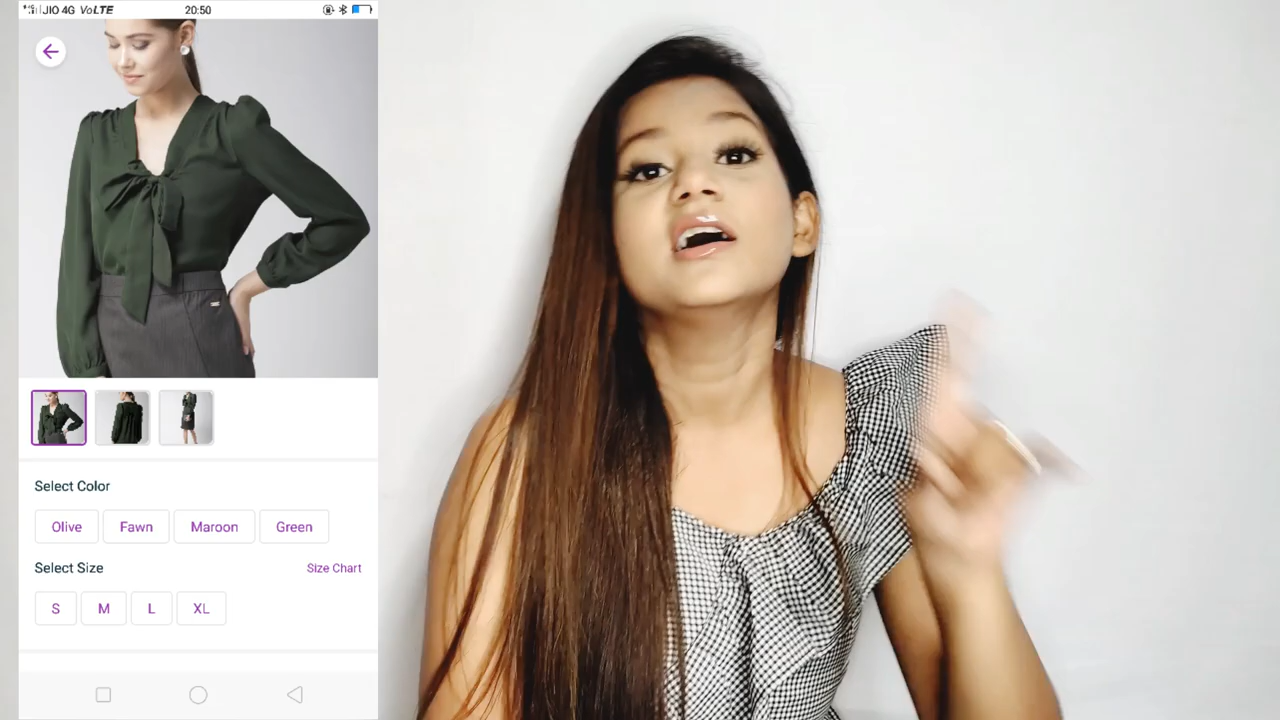 JIO 4G VoLTE 20:50
Select Color
Olive Fawn Maroon Green
Select Size Size Chart
S M L XL